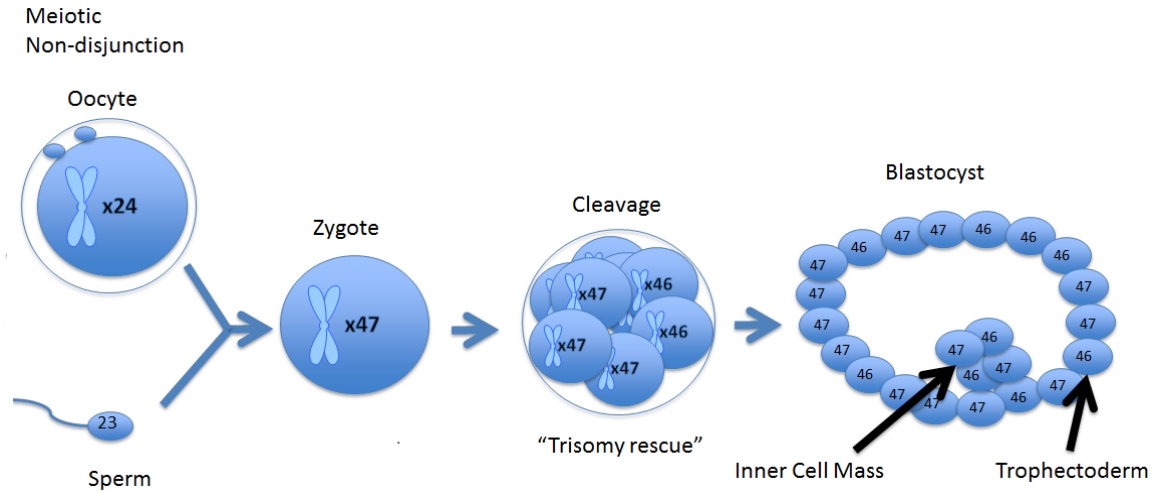 Meiotic
Non-disjunction
Oocyte
x24
23
Sperm
Zygote
x47
Cleavage
x47
x46
x47
x46
x47
“Trisomy rescue”
Blastocyst
47
46
47
47
46
46
46
47
47
46
47
46
47
47
47
46
47
47
47
46
47
46
47
Inner Cell Mass
Trophectoderm